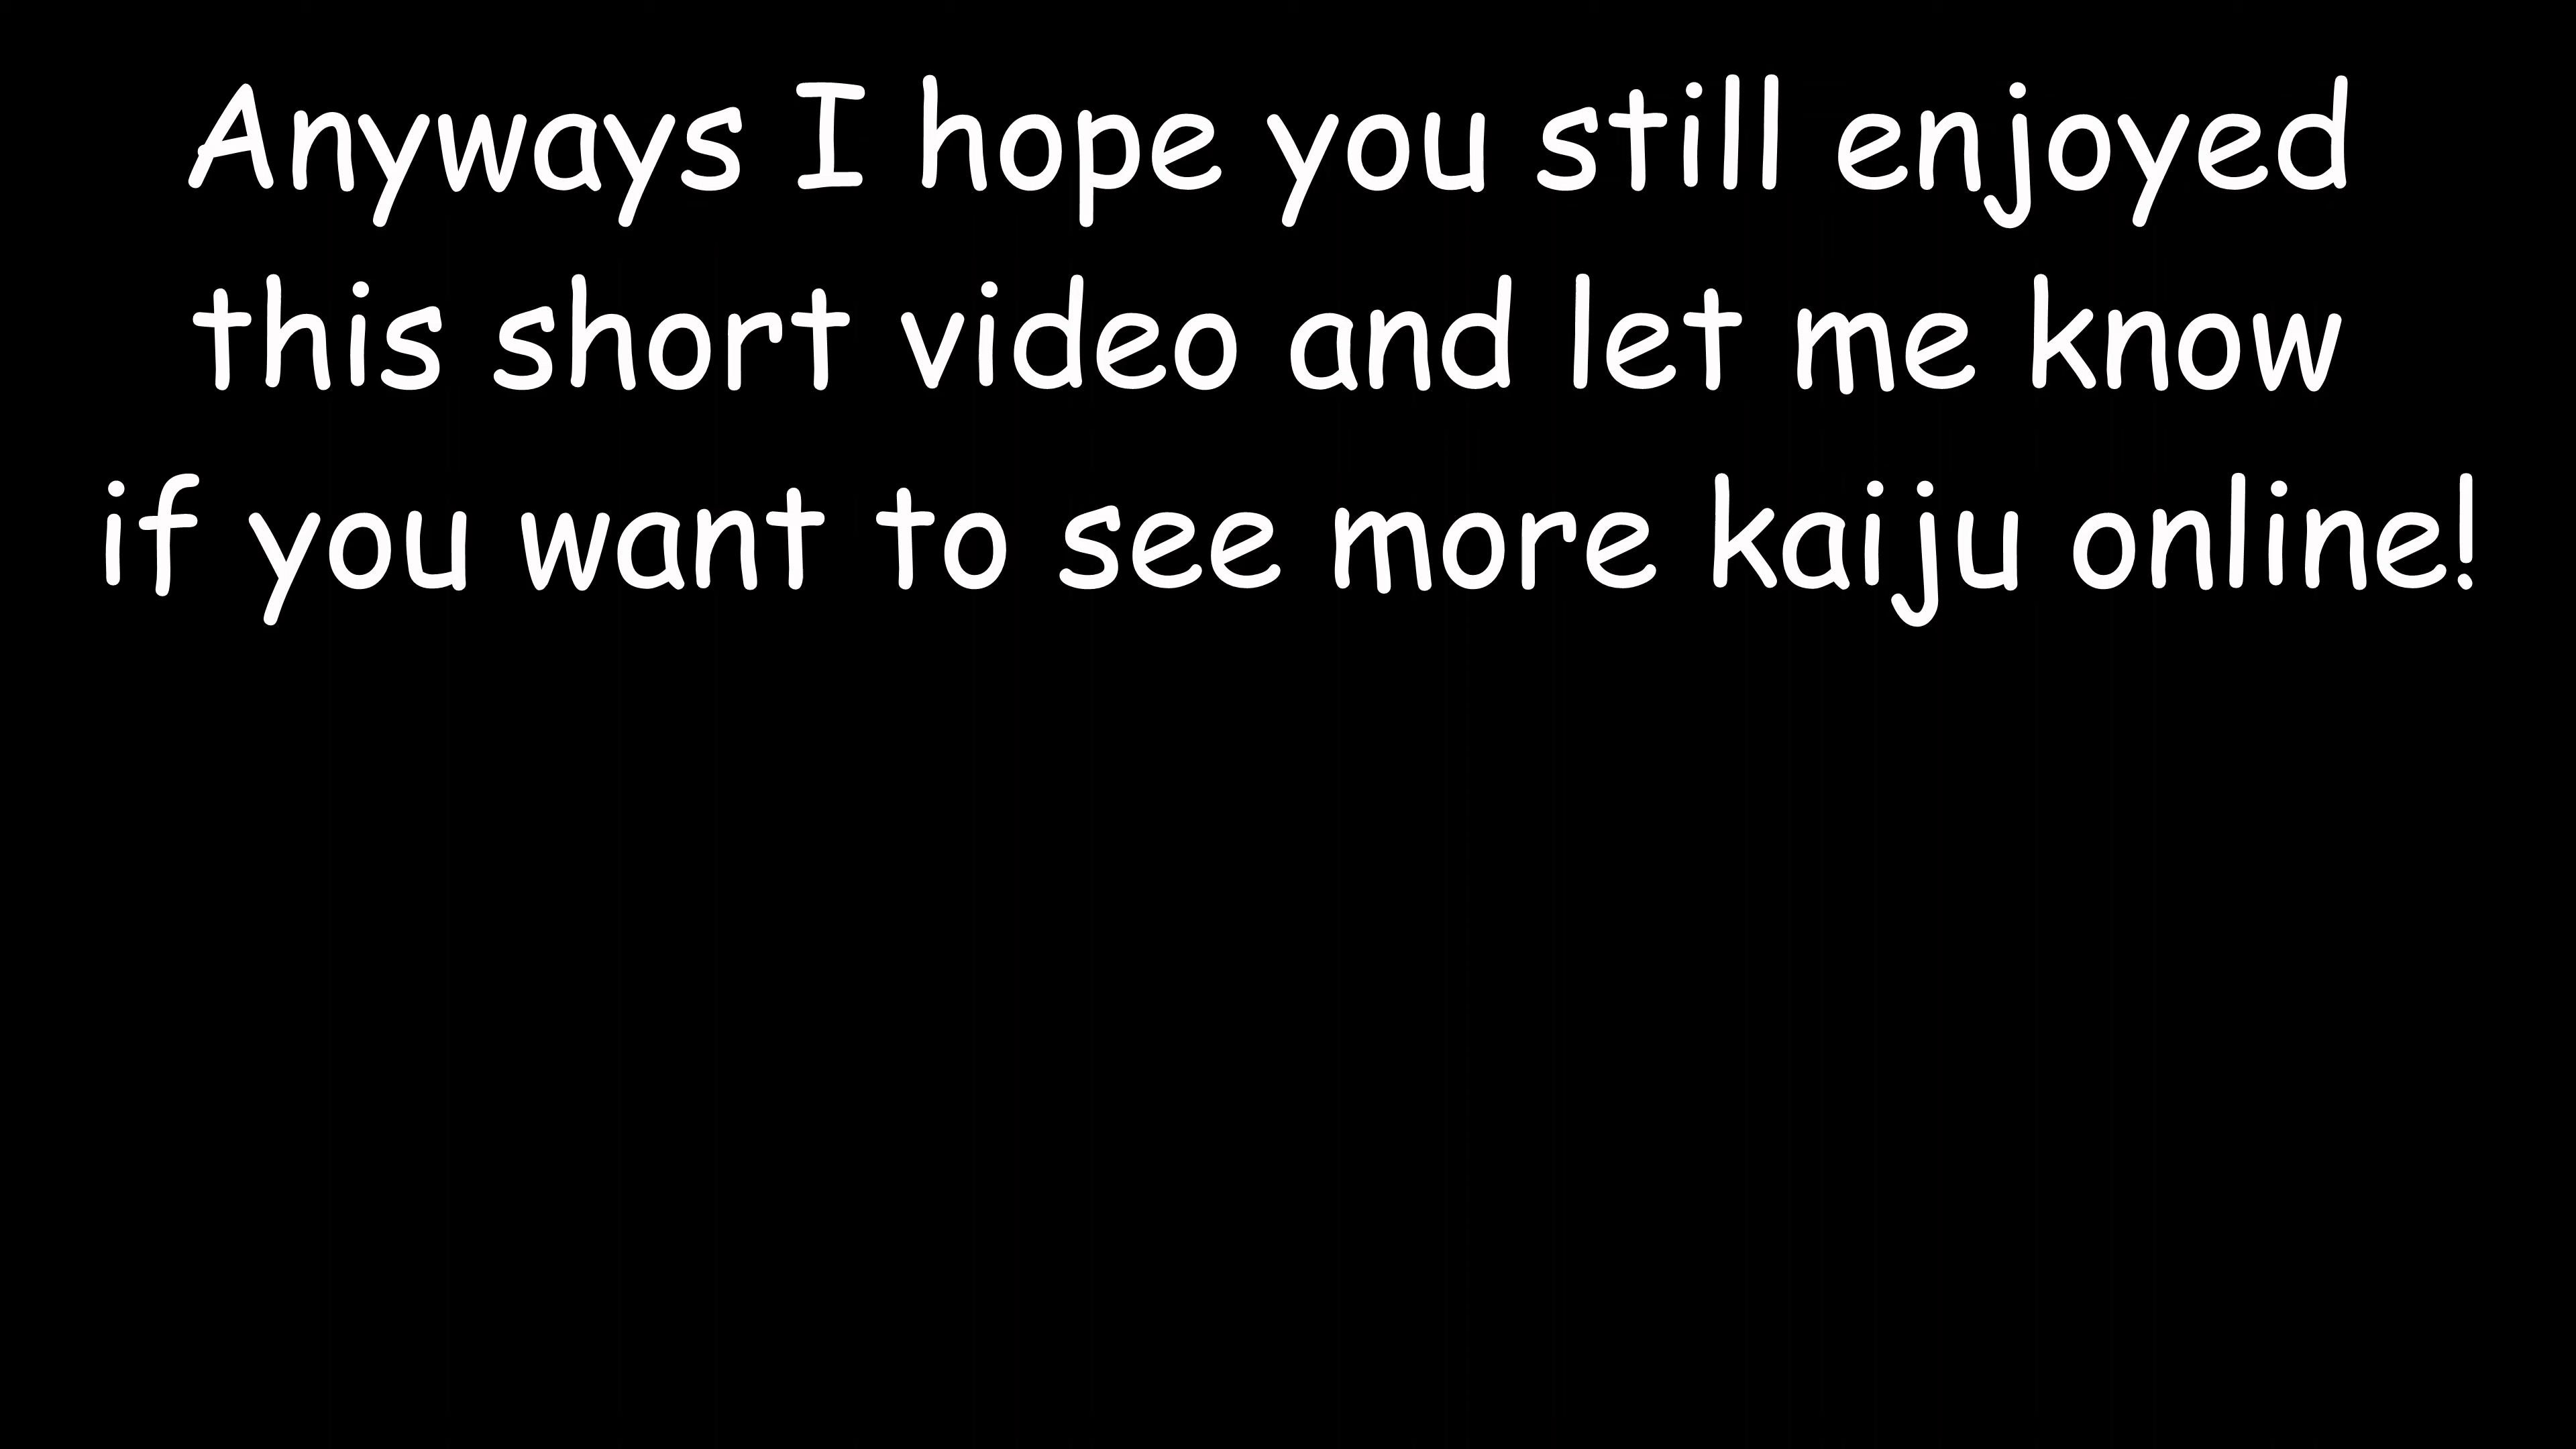 Anyways I hope you still enjoyed
this short video and let me know
if you want to see more kaiju online!